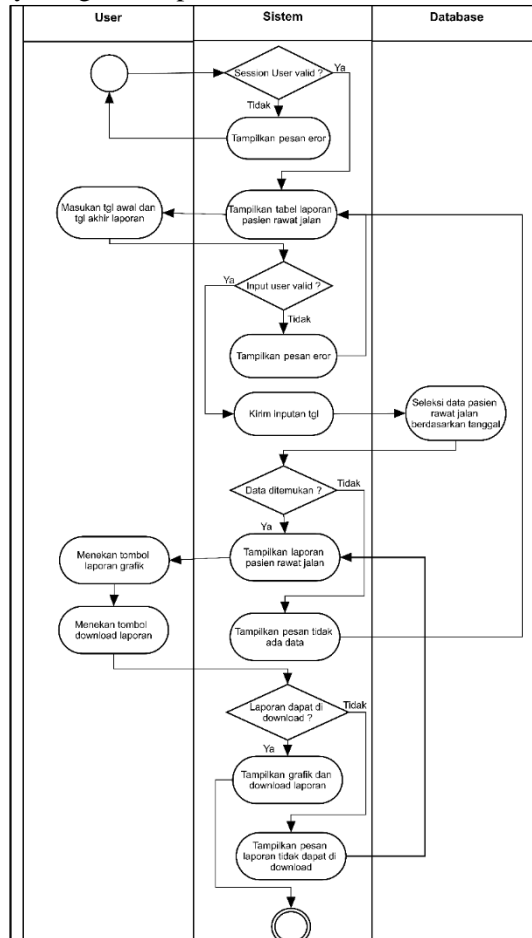 User
Sistem
Database
Session User valid ?
Ya
Tidak
Tampilkan pesan eror
Masukan tgl awal dan
tgl akhir laporan
Tampilkan tabel laporan
pasien rawat jalan
Ya
Input user valid ?
Tidak
Tampilkan pesan eror
Kirim inputan tgl
Seleksi data pasien
rawat jalan
berdasarkan tanggal
Data ditemukan ?
Tidak
Ya
Menekan tombol
laporan grafik
Tampilkan laporan
pasien rawat jalan
Menekan tombol
download laporan
Tampilkan pesan tidak
ada data
Laporan dapat di
download ?
Tidak
Ya
Tampilkan grafik dan
download laporan
Tampilkan pesan
laporan tidak dapat di
download